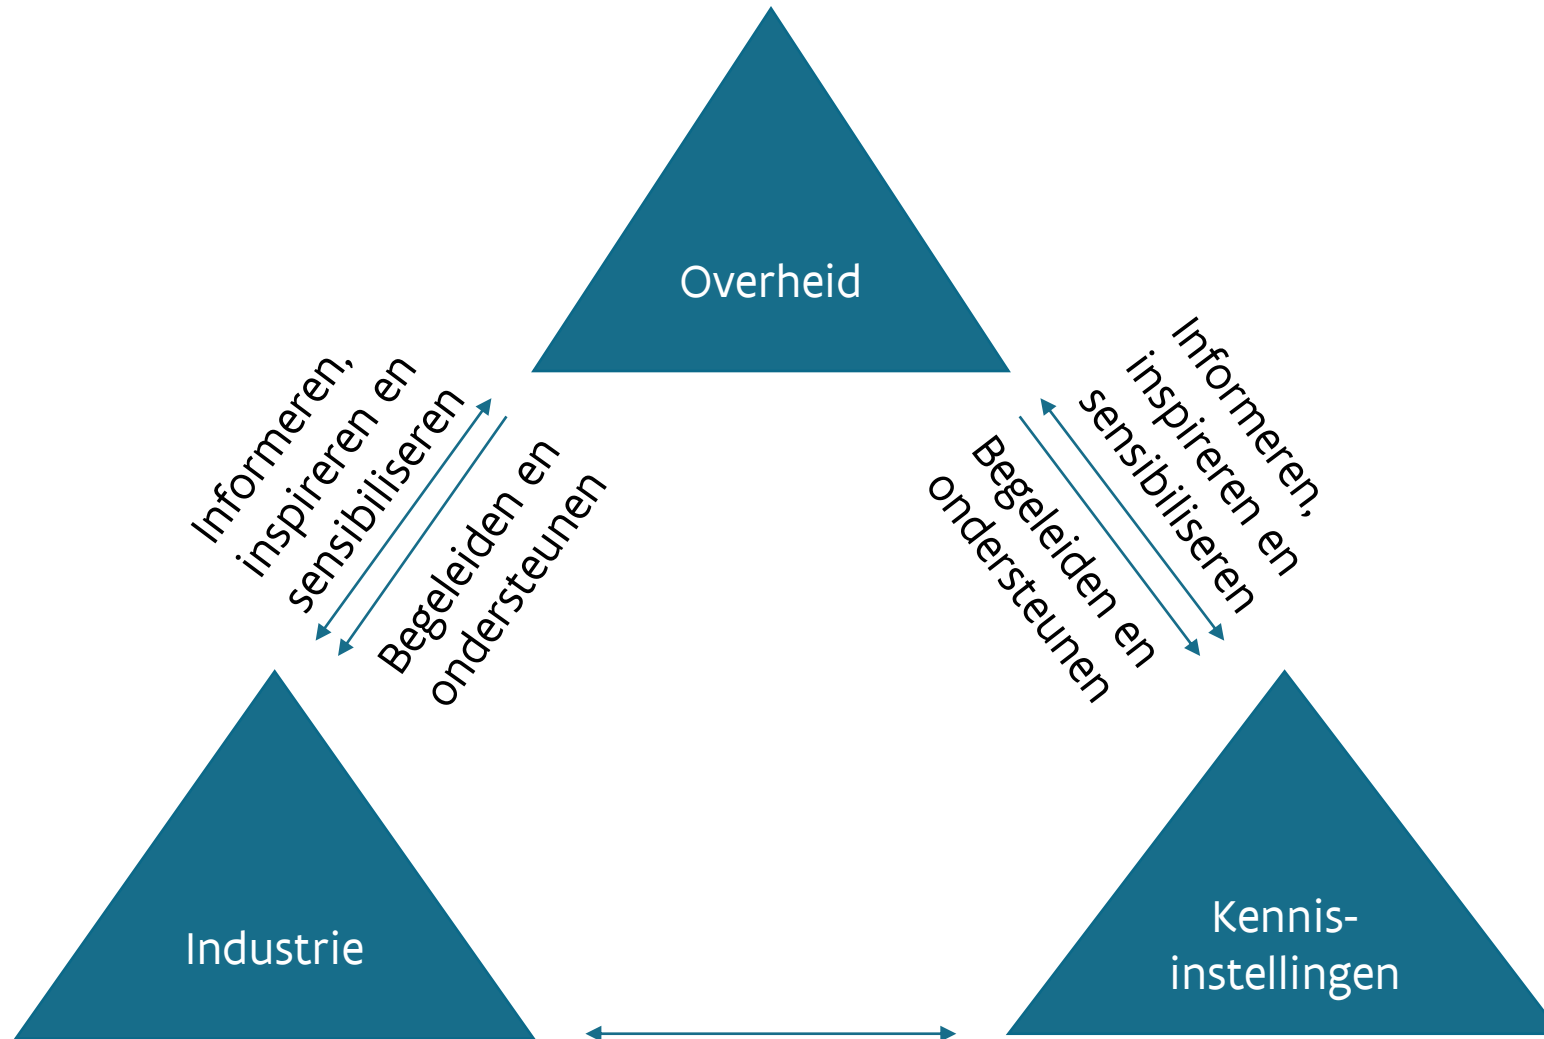 Overheid
Informeren,
inspireren en
sensibiliseren
Begeleiden en
ondersteunen
Informeren,
inspireren en
sensibiliseren
Begeleiden en
ondersteunen
Industrie
Kennis-
instellingen